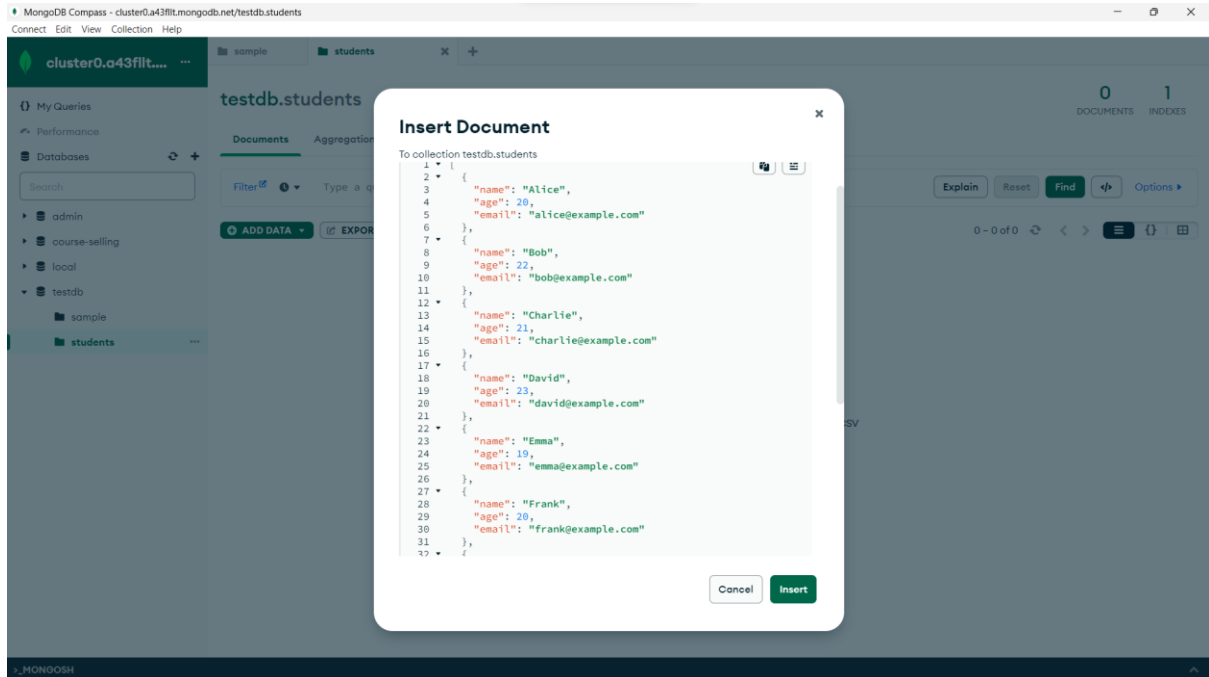 MongoDB Compass - cluster0.a43fllt.mongodb.net/testdb.students
Connect Edit View Collection Help
cluster0.a43fllt.... ...
sample
students
{} My Queries
Performance
Databases
Search
admin
course-selling
local
testdb
sample
students
testdb.students
0 DOCUMENTS 1 INDEXES
Documents Aggregation
Filter Type a q
Explain Reset Find </> Options
ADD DATA EXPOR
0 – 0 of 0
{}
CSV
Insert Document
To collection testdb.students
1 [
2 {
3 "name": "Alice",
4 "age": 20,
5 "email": "alice@example.com"
6 },
7 {
8 "name": "Bob",
9 "age": 22,
10 "email": "bob@example.com"
11 },
12 {
13 "name": "Charlie",
14 "age": 21,
15 "email": "charlie@example.com"
16 },
17 {
18 "name": "David",
19 "age": 23,
20 "email": "david@example.com"
21 },
22 {
23 "name": "Emma",
24 "age": 19,
25 "email": "emma@example.com"
26 },
27 {
28 "name": "Frank",
29 "age": 20,
30 "email": "frank@example.com"
31 },
32 {
Cancel Insert
>_MONGOSH